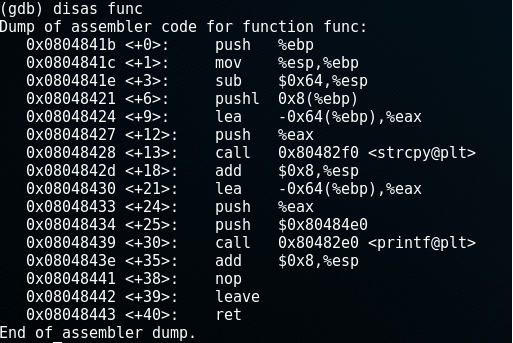 (gdb) disas func
Dump of assembler code for function func:
   0x0804841b <+0>:     push   %ebp
   0x0804841c <+1>:     mov    %esp,%ebp
   0x0804841e <+3>:     sub    $0x64,%esp
   0x08048421 <+6>:     pushl  0x8(%ebp)
   0x08048424 <+9>:     lea    -0x64(%ebp),%eax
   0x08048427 <+12>:    push   %eax
   0x08048428 <+13>:    call   0x80482f0 <strcpy@plt>
   0x0804842d <+18>:    add    $0x8,%esp
   0x08048430 <+21>:    lea    -0x64(%ebp),%eax
   0x08048433 <+24>:    push   %eax
   0x08048434 <+25>:    push   $0x80484e0
   0x08048439 <+30>:    call   0x80482e0 <printf@plt>
   0x0804843e <+35>:    add    $0x8,%esp
   0x08048441 <+38>:    nop
   0x08048442 <+39>:    leave
   0x08048443 <+40>:    ret
End of assembler dump.